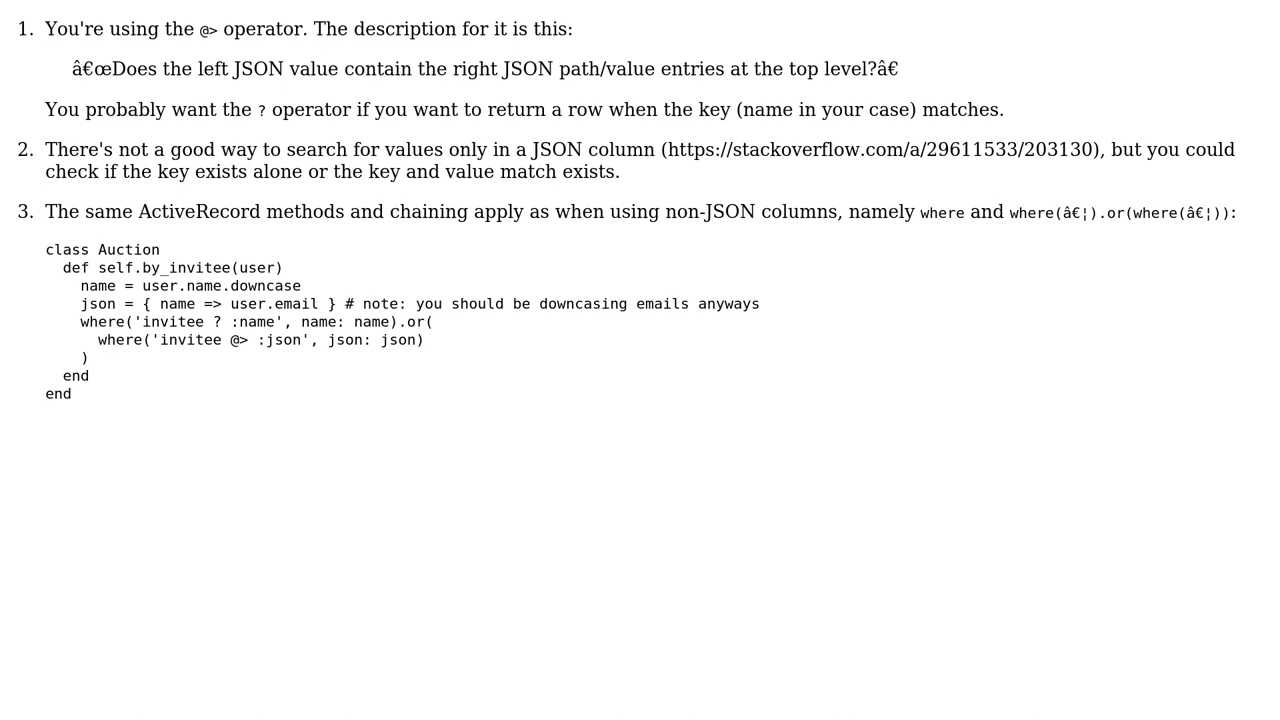 1. You're using the @> operator. The description for it is this:
â€œDoes the left JSON value contain the right JSON path/value entries at the top level?â€
You probably want the ? operator if you want to return a row when the key (name in your case) matches.
2. There's not a good way to search for values only in a JSON column (https://stackoverflow.com/a/29611533/203130), but you could
check if the key exists alone or the key and value match exists.
3. The same ActiveRecord methods and chaining apply as when using non-JSON columns, namely where and where(â€¦).or(where(â€¦)):
class Auction
  def self.by_invitee(user)
    name = user.name.downcase
    json = { name => user.email } # note: you should be downcasing emails anyways
    where('invitee ? :name', name: name).or(
      where('invitee @> :json', json: json)
    )
  end
end